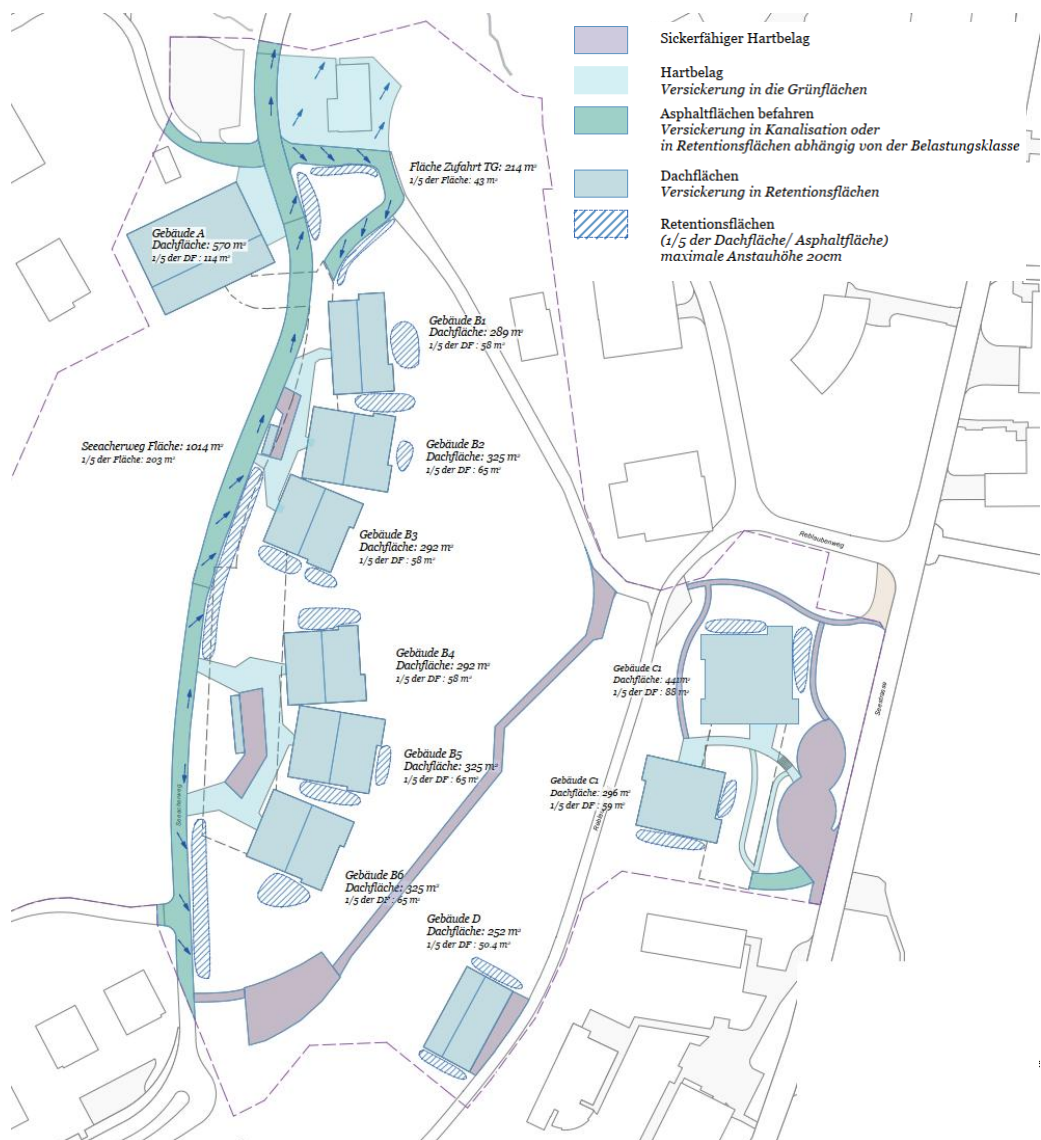 Sickerfähiger Hartbelag
Hartbelag
Versickerung in die Grünflächen
Asphaltflächen befahren
Versickerung in Kanalisation oder
in Retentionsflächen abhängig von der Belastungsklasse
Dachflächen
Versickerung in Retentionsflächen
Retentionsflächen
(1/5 der Dachfläche/ Asphaltfläche)
maximale Anstauhöhe 20cm
Fläche Zufahrt TG: 214 m²
1/5 der Fläche: 43 m²
Gebäude A
Dachfläche: 570 m²
1/5 der DF : 114 m²
Gebäude B1
Dachfläche: 289 m²
1/5 der DF : 58 m²
Seeacherweg Fläche: 1014 m²
1/5 der Fläche: 203 m²
Gebäude B2
Dachfläche: 325 m²
1/5 der DF : 65 m²
Gebäude B3
Dachfläche: 292 m²
1/5 der DF : 58 m²
Reblaubenweg
Gebäude B4
Dachfläche: 292 m²
1/5 der DF : 58 m²
Gebäude C1
Dachfläche: 441 m²
1/5 der DF : 88 m²
Seestrasse
Gebäude B5
Dachfläche: 325 m²
1/5 der DF : 65 m²
Gebäude C1
Dachfläche: 296 m²
1/5 der DF : 59 m²
Seeacherweg
Gebäude B6
Dachfläche: 325 m²
1/5 der DF : 65 m²
Gebäude D
Dachfläche: 252 m²
1/5 der DF : 50.4 m²